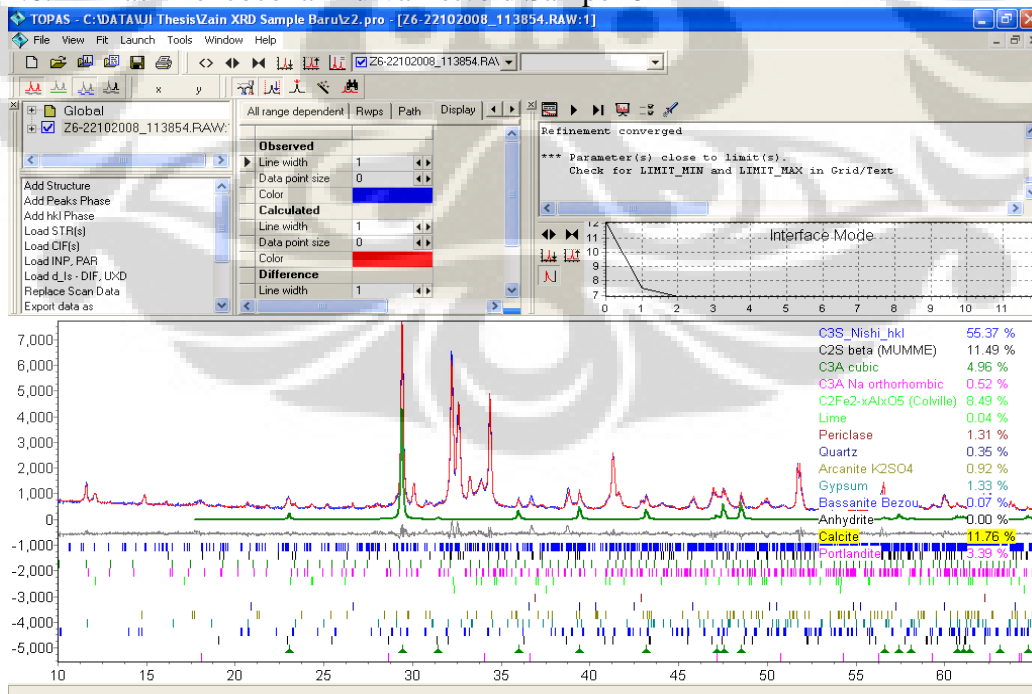 TOPAS - C:\DATA\UI Thesis\Zain XRD Sample Baru\z2.pro - [Z6-22102008_113854.RAW:1]
File View Fit Launch Tools Window Help
Z6-22102008_113854.RA\
x y
Global
Z6-22102008_113854.RAW:
Add Structure
Add Peaks Phase
Add hkl Phase
Load STR(s)
Load CIF(s)
Load INP, PAR
Load d_Is - DIF, UXD
Replace Scan Data
Export data as
All range dependent Rwps Path Display
Observed
Line width 1
Data point size 0
Color
Calculated
Line width 1
Data point size 0
Color
Difference
Line width 1
Refinement converged
*** Parameter(s) close to limit(s).
Check for LIMIT_MIN and LIMIT_MAX in Grid/Text
Interface Mode
12
11
10
9
8
7
0 1 2 3 4 5 6 7 8 9 10 11
C3S_Nishi_hkl 55.37 %
C2S beta (MUMME) 11.49 %
C3A cubic 4.96 %
C3A Na orthorhombic 0.52 %
C2Fe2-xAlxO5 (Colville) 8.49 %
Lime 0.04 %
Periclase 1.31 %
Quartz 0.35 %
Arcanite K2SO4 0.92 %
Gypsum 1.33 %
Bassanite Bezou 0.07 %
Anhydrite 0.00 %
Calcite 11.76 %
Portlandite 3.39 %
7,000
6,000
5,000
4,000
3,000
2,000
1,000
0
-1,000
-2,000
-3,000
-4,000
-5,000
10 15 20 25 30 35 40 45 50 55 60